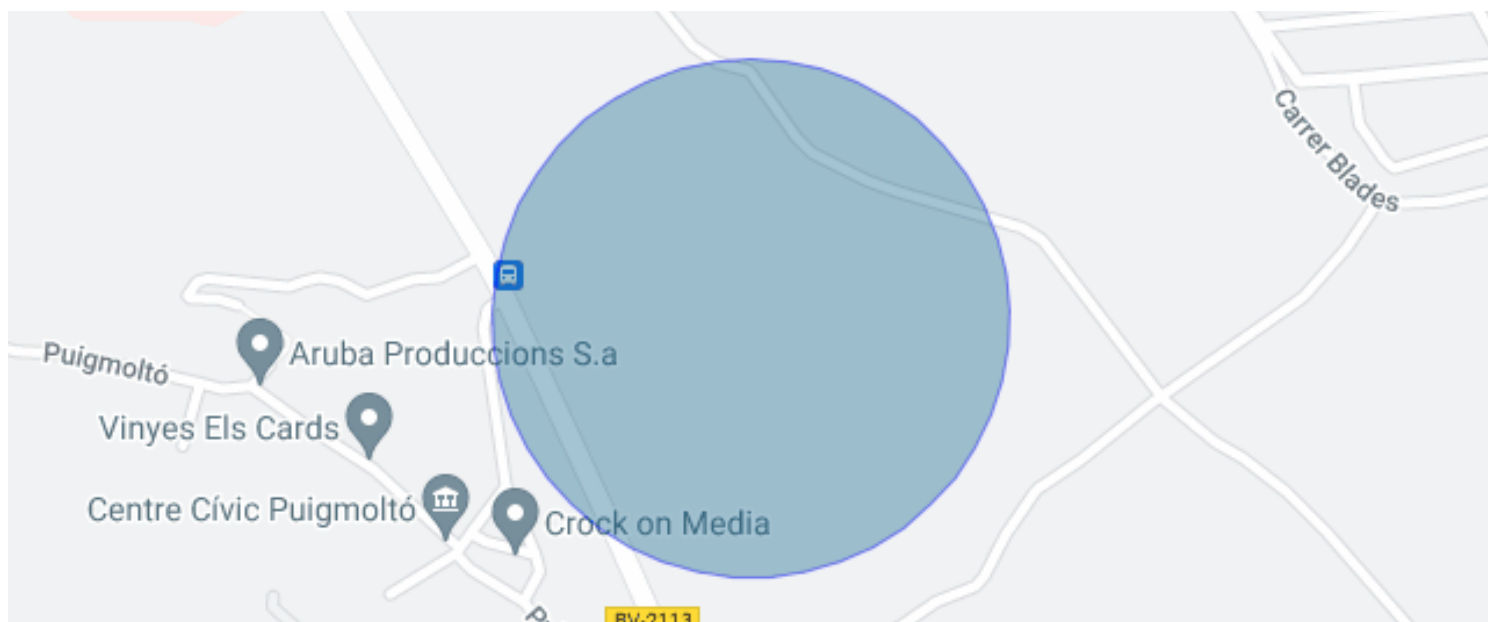 Carrer Blades
Puigmoltó
Aruba Produccions S.a
Vinyes Els Cards
Centre Cívic Puigmoltó
Crock on Media
BV-2113